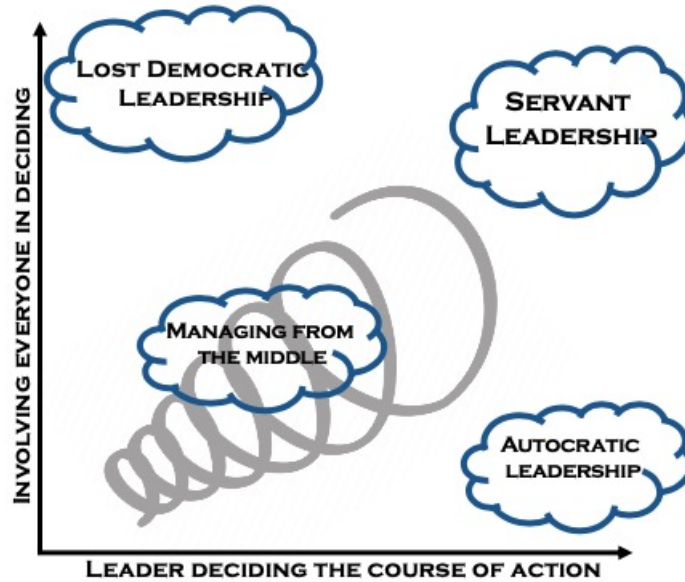 LOST DEMOCRATIC
LEADERSHIP
SERVANT
LEADERSHIP
MANAGING FROM
THE MIDDLE
AUTOCRATIC
LEADERSHIP
INVOLVING EVERYONE IN DECIDING
LEADER DECIDING THE COURSE OF ACTION